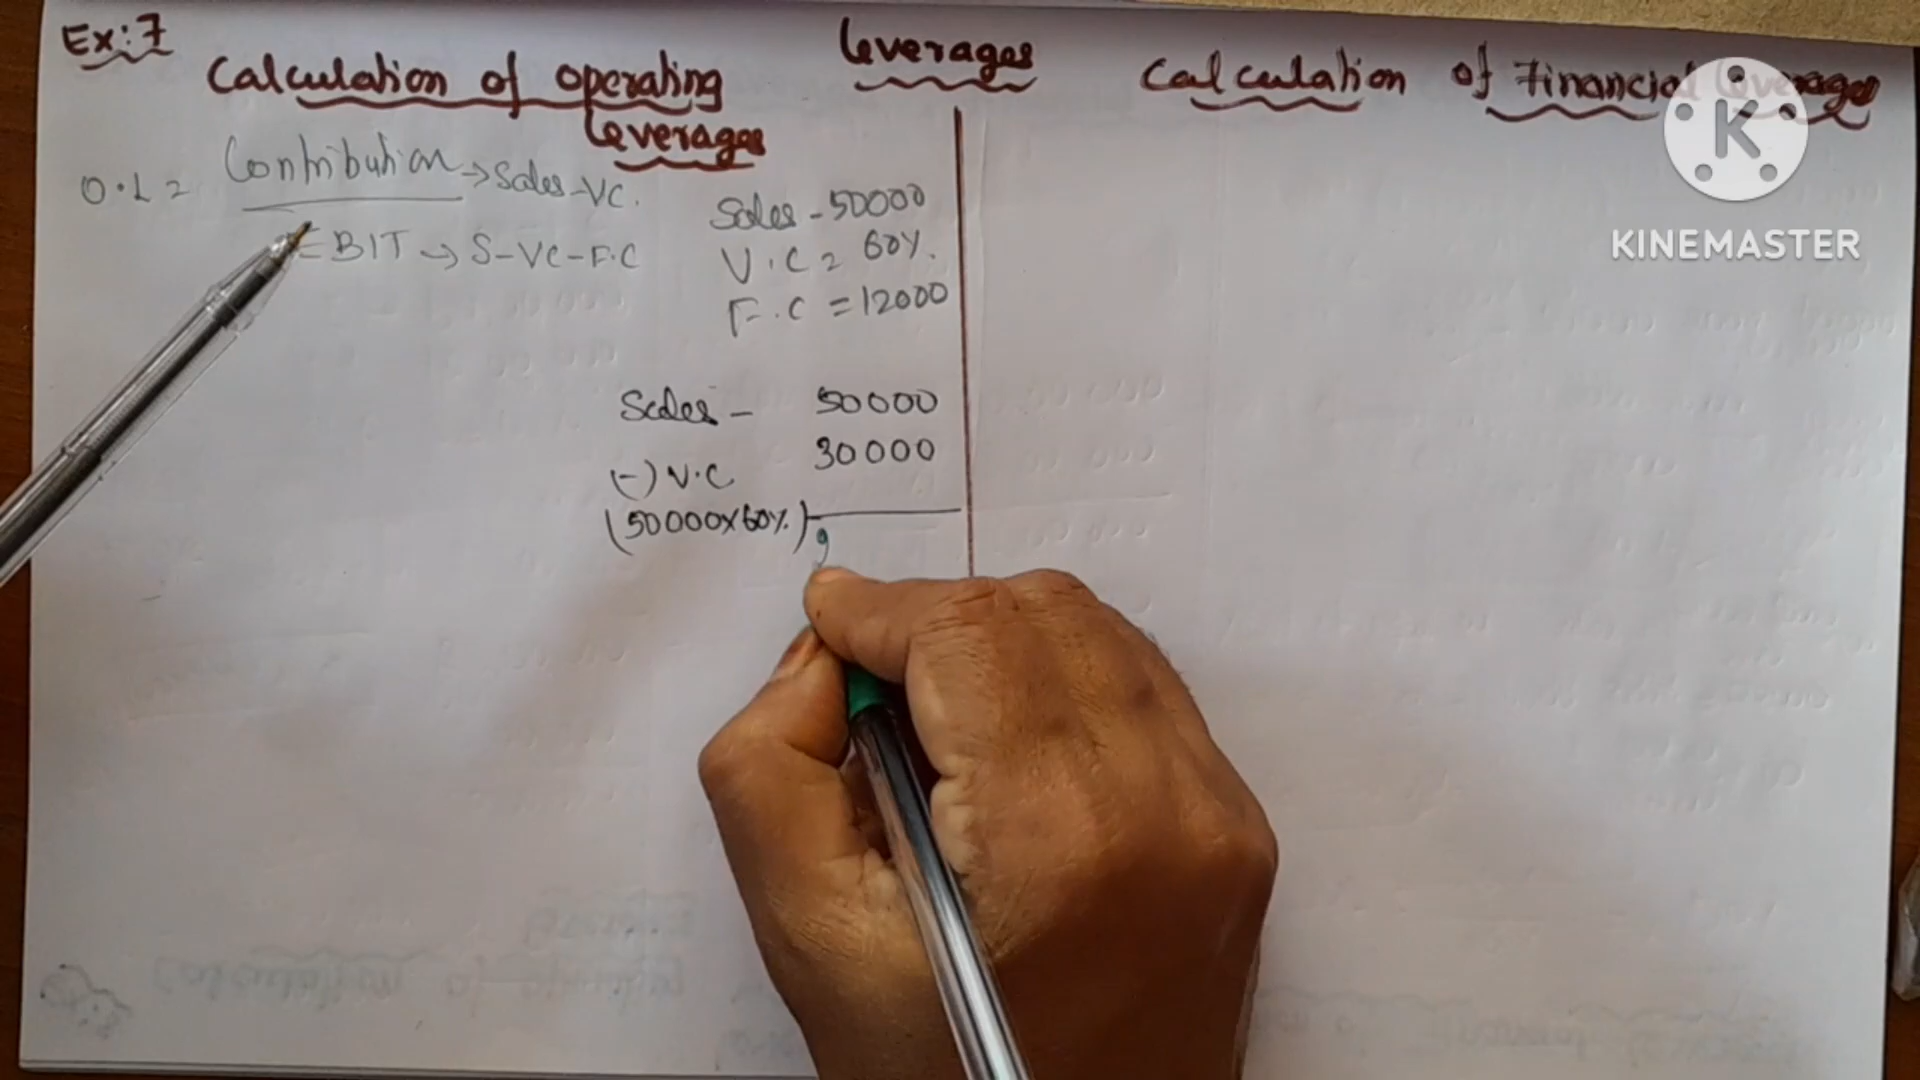 Ex:7
Leverages
Calculation of operating
Leverages
O.L = Contribution → Sales-VC.
EBIT → S-VC-F.C
Sales - 50000
V.C = 60%.
F.C = 12000
Sales - 50000
(-) V.C 30000
(50000x60%.)
Calculation of Financial Leverages
K
KINEMASTER